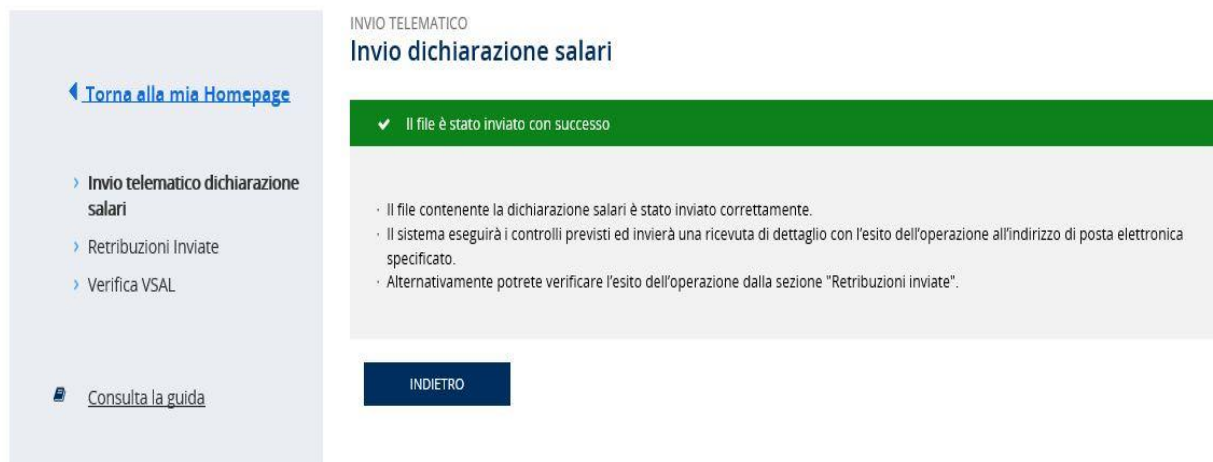 INVIO TELEMATICO
Invio dichiarazione salari
Torna alla mia Homepage
Il file è stato inviato con successo
Invio telematico dichiarazione
salari
Retribuzioni Inviate
Verifica VSAL
· Il file contenente la dichiarazione salari è stato inviato correttamente.
· Il sistema eseguirà i controlli previsti ed invierà una ricevuta di dettaglio con l'esito dell'operazione all'indirizzo di posta elettronica
specificato.
· Alternativamente potrete verificare l'esito dell'operazione dalla sezione "Retribuzioni inviate".
INDIETRO
Consulta la guida